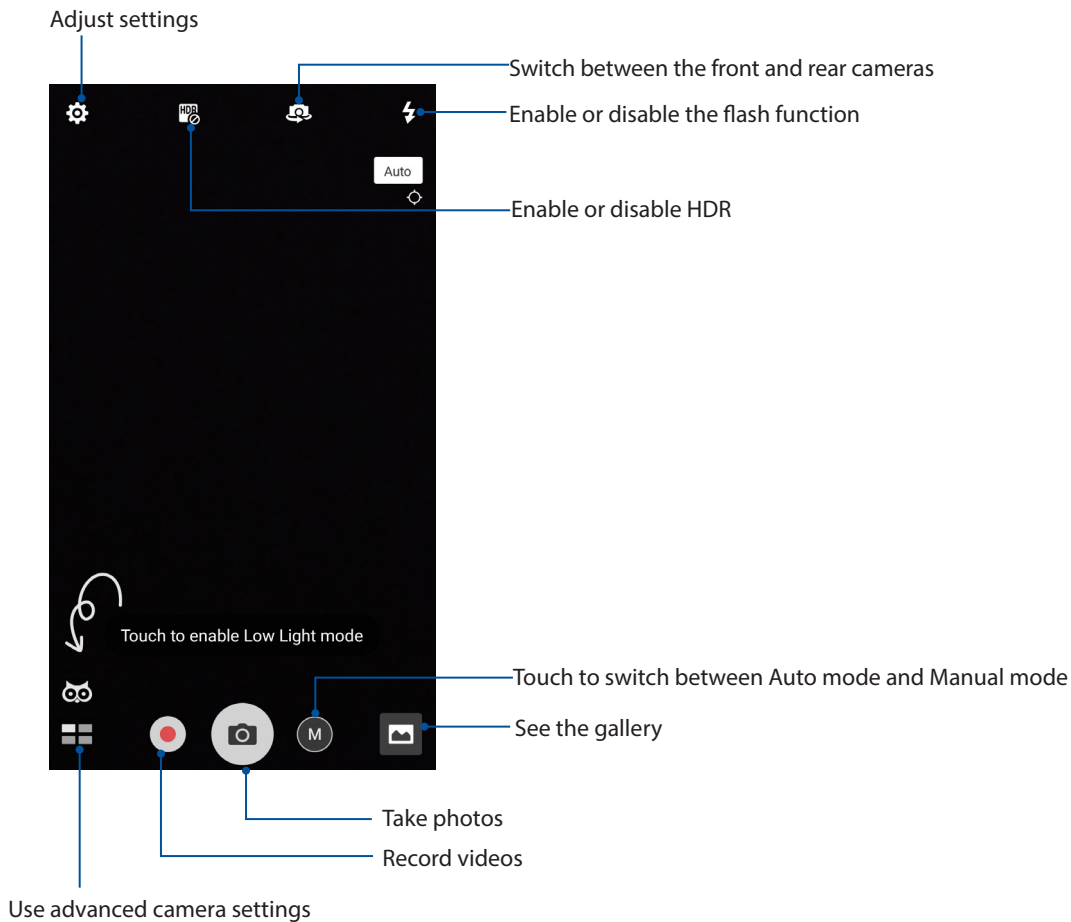 Adjust settings
Switch between the front and rear cameras
Enable or disable the flash function
HDR
Auto
Enable or disable HDR
Touch to enable Low Light mode
Touch to switch between Auto mode and Manual mode
M
See the gallery
Take photos
Record videos
Use advanced camera settings